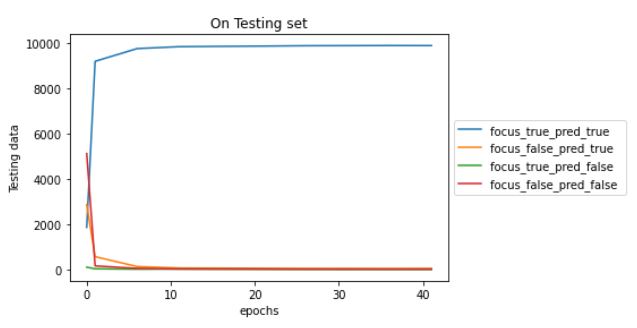 On Testing set
10000
8000
6000
4000
2000
0
Testing data
0 10 20 30 40
epochs
focus_true_pred_true
focus_false_pred_true
focus_true_pred_false
focus_false_pred_false